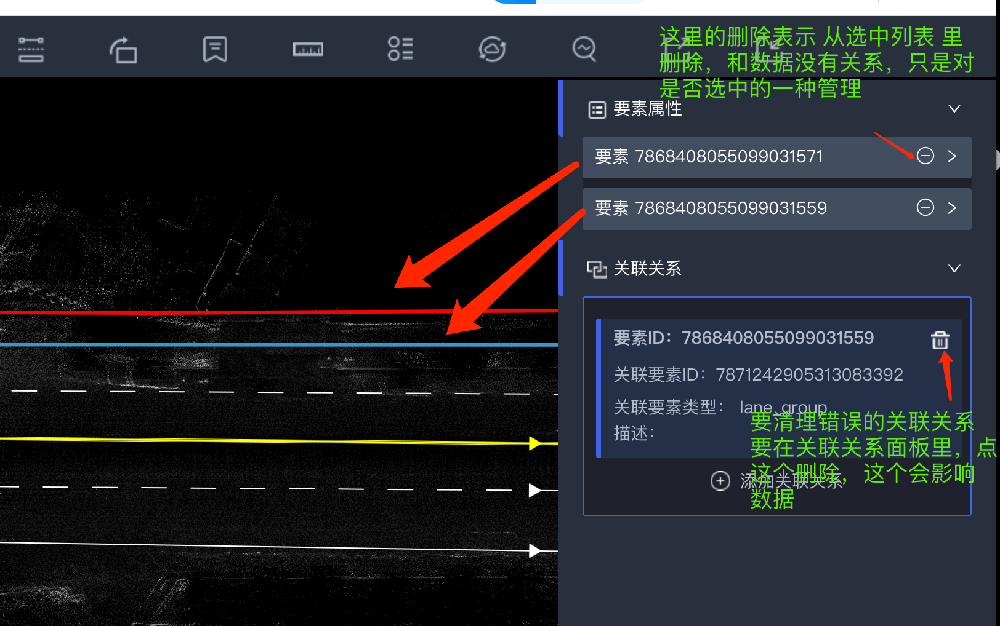 这里的删除表示 从选中列表 里
删除，和数据没有关系，只是对
是否选中的一种管理
要素属性
要素 7868408055099031571
要素 7868408055099031559
关联关系
要素ID：7868408055099031559
关联要素ID：7871242905313083392
关联要素类型： lane_group
描述：
要清理错误的关联关系
要在关联关系面板里，点
这个删除， 这个会影响
数据
添加关联关系